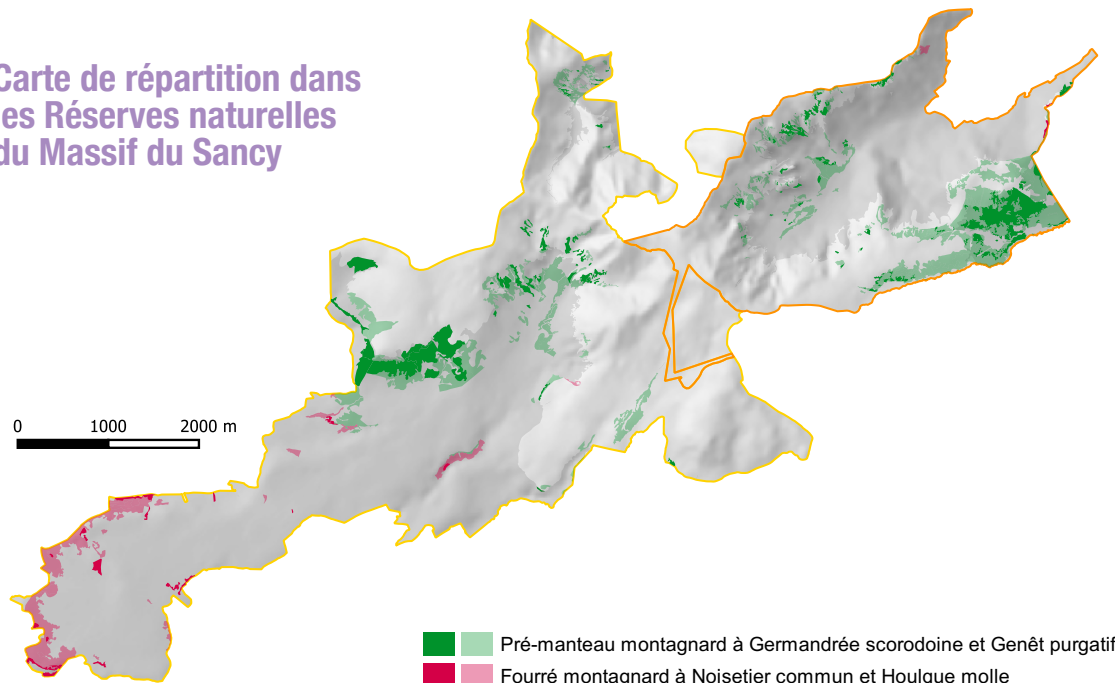 Carte de répartition dans
les Réserves naturelles
du Massif du Sancy
0 1000 2000 m
Pré-manteau montagnard à Germandrée scorodoine et Genêt purgatif
Fourré montagnard à Noisetier commun et Houlque molle